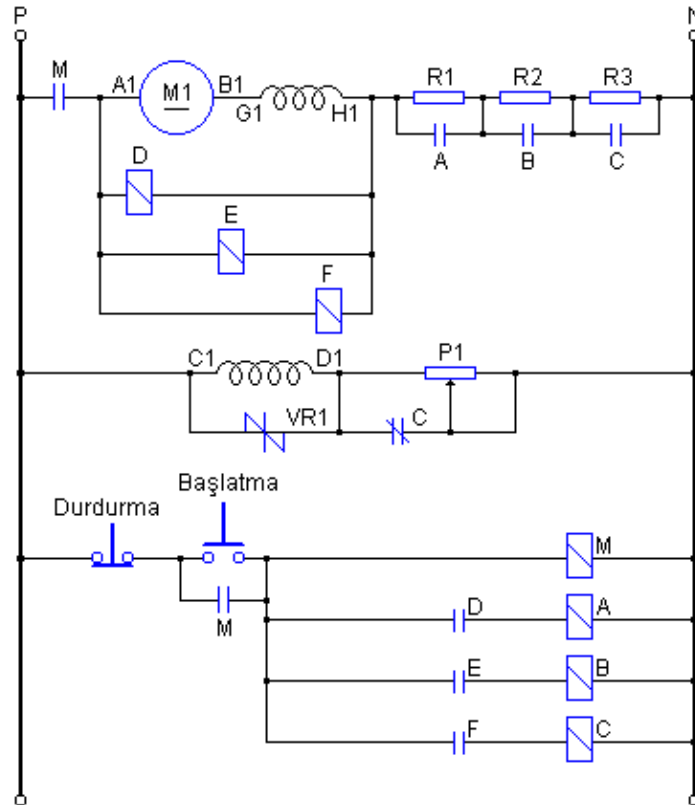 P N
M A1 M1 B1 G1 H1 R1 R2 R3
A B C
D
E
F
C1 D1 P1
VR1 C
Başlatma
Durdurma
M
M
D A
E B
F C